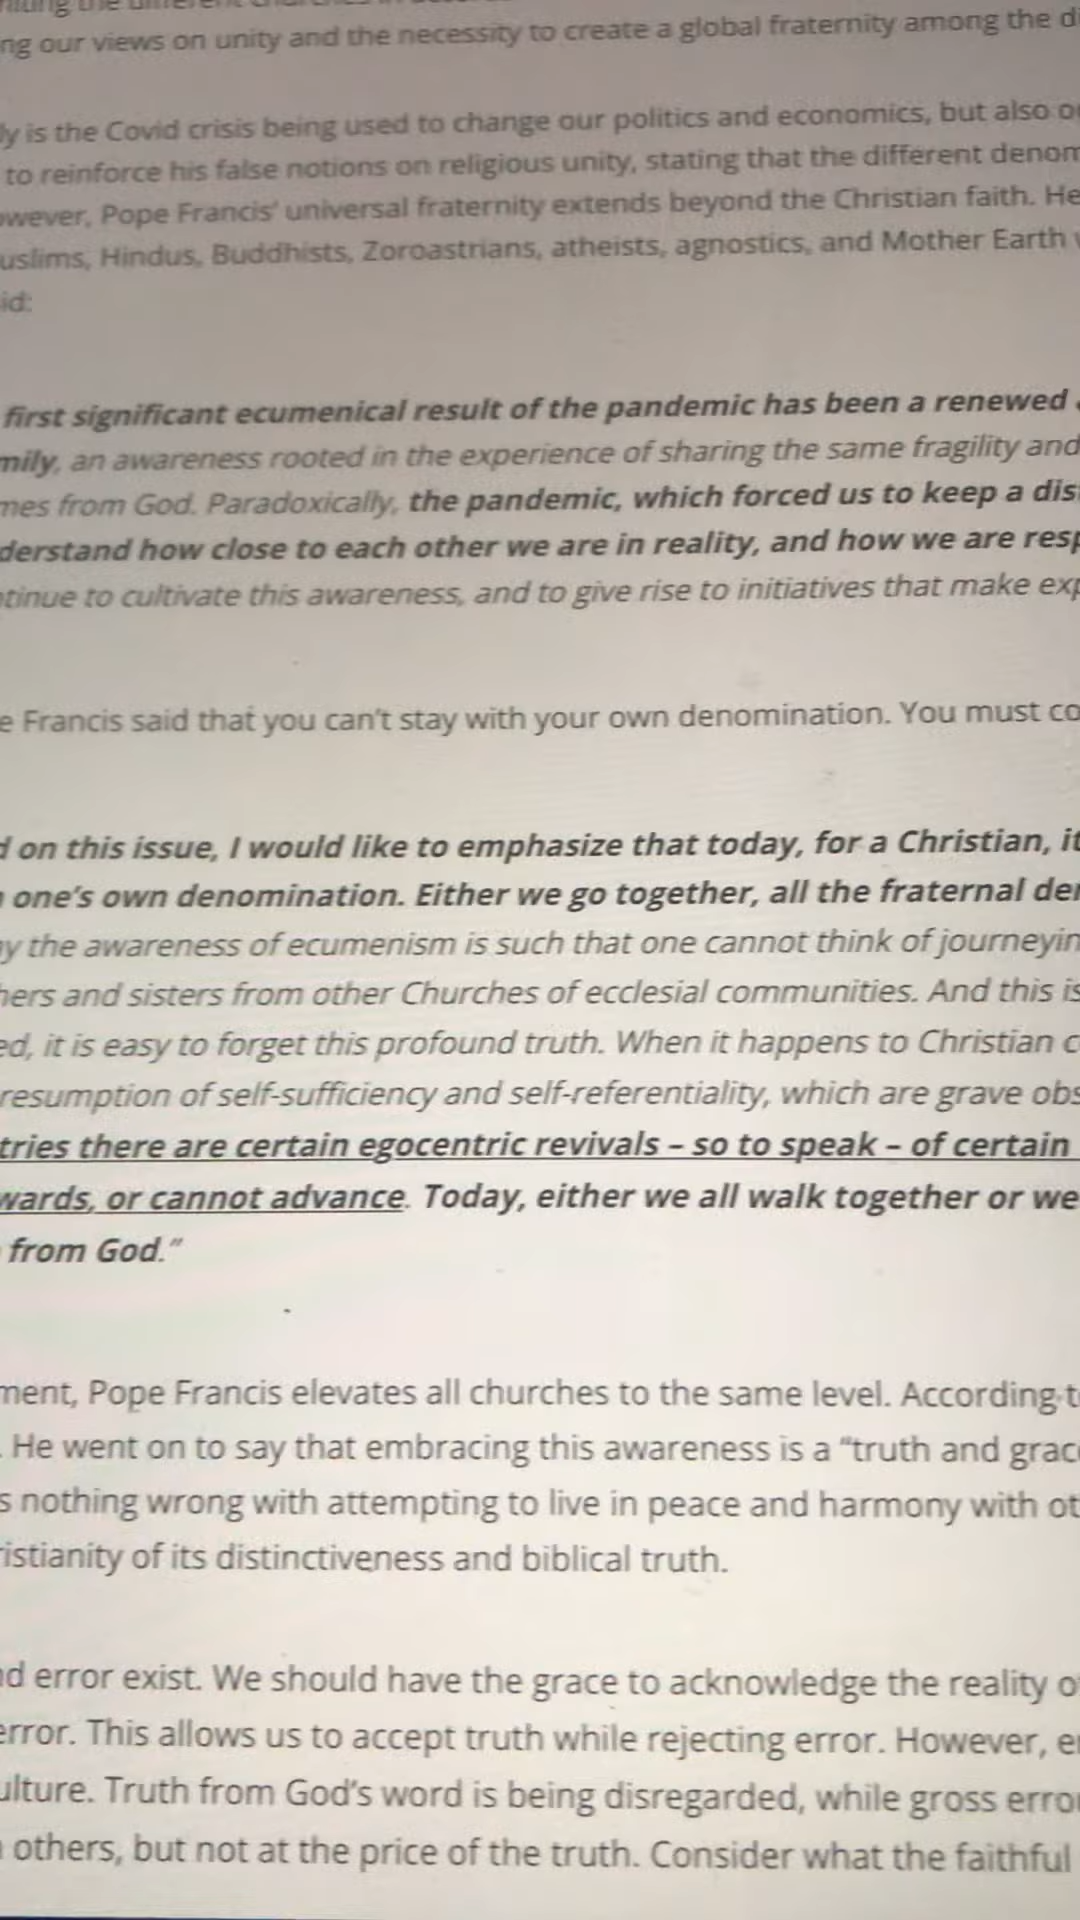 ng our views on unity and the necessity to create a global fraternity among the d
ly is the Covid crisis being used to change our politics and economics, but also o
to reinforce his false notions on religious unity, stating that the different denom
owever, Pope Francis' universal fraternity extends beyond the Christian faith. He
uslims, Hindus, Buddhists, Zoroastrians, atheists, agnostics, and Mother Earth
id:
first significant ecumenical result of the pandemic has been a renewed
mily, an awareness rooted in the experience of sharing the same fragility and
mes from God. Paradoxically, the pandemic, which forced us to keep a dis
derstand how close to each other we are in reality, and how we are resp
ntinue to cultivate this awareness, and to give rise to initiatives that make exp
e Francis said that you can't stay with your own denomination. You must co
d on this issue, I would like to emphasize that today, for a Christian, it
one's own denomination. Either we go together, all the fraternal de
y the awareness of ecumenism is such that one cannot think of journeyin
hers and sisters from other Churches of ecclesial communities. And this is
ed, it is easy to forget this profound truth. When it happens to Christian c
resumption of self-sufficiency and self-referentiality, which are grave obs
tries there are certain egocentric revivals – so to speak – of certain
wards, or cannot advance. Today, either we all walk together or we
from God.”
ment, Pope Francis elevates all churches to the same level. According t
. He went on to say that embracing this awareness is a “truth and grac
s nothing wrong with attempting to live in peace and harmony with ot
ristianity of its distinctiveness and biblical truth.
nd error exist. We should have the grace to acknowledge the reality o
error. This allows us to accept truth while rejecting error. However, e
ulture. Truth from God's word is being disregarded, while gross erro
others, but not at the price of the truth. Consider what the faithful